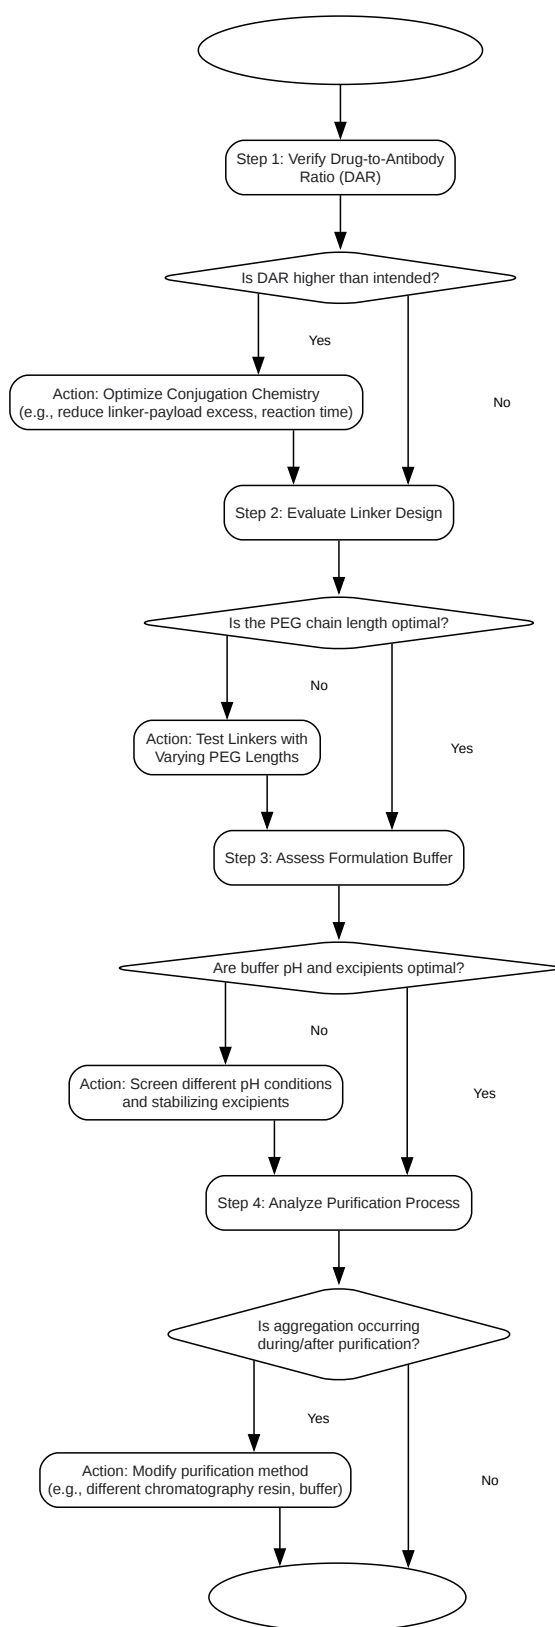 Step 1: Verify Drug-to-Antibody
Ratio (DAR)
Is DAR higher than intended?
Yes
Action: Optimize Conjugation Chemistry
(e.g., reduce linker-payload excess, reaction time)
No
Step 2: Evaluate Linker Design
Is the PEG chain length optimal?
No
Action: Test Linkers with
Varying PEG Lengths
Yes
Step 3: Assess Formulation Buffer
Are buffer pH and excipients optimal?
No
Action: Screen different pH conditions
and stabilizing excipients
Yes
Step 4: Analyze Purification Process
Is aggregation occurring
during/after purification?
Yes
Action: Modify purification method
(e.g., different chromatography resin, buffer)
No